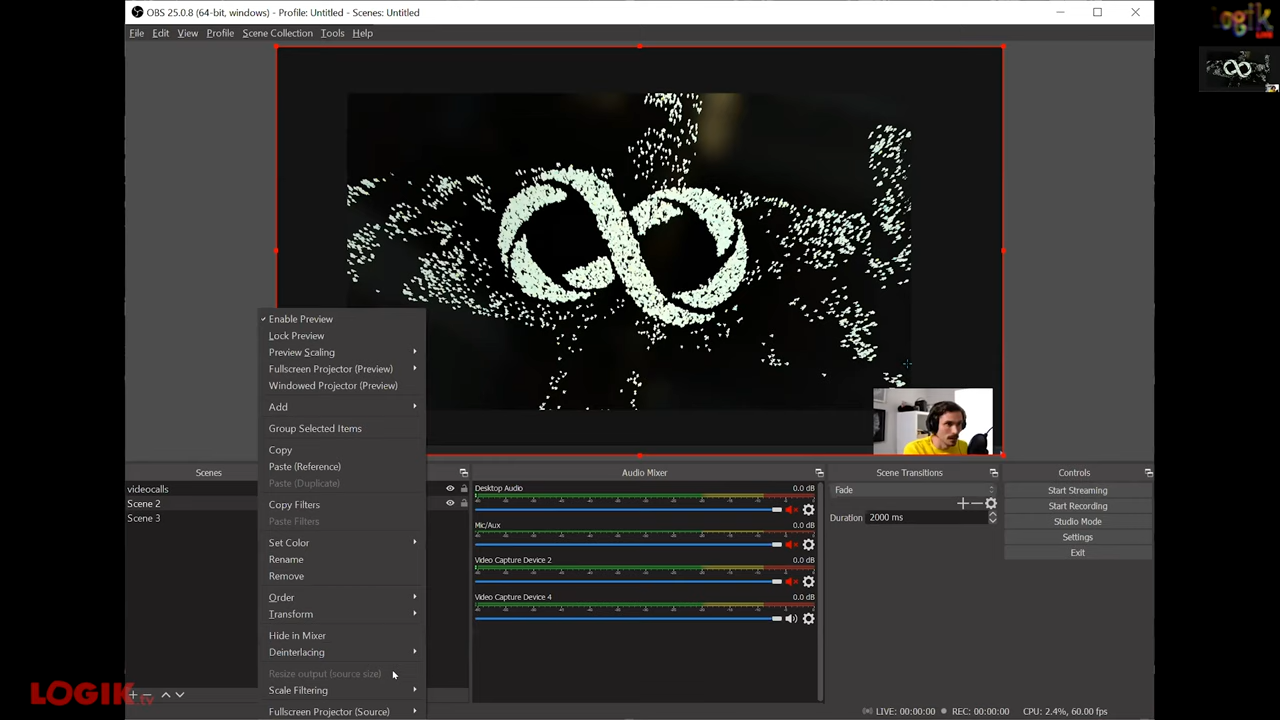 OBS 25.0.8 (64-bit, windows) - Profile: Untitled - Scenes: Untitled
File Edit View Profile Scene Collection Tools Help
logik
LIVE
Enable Preview
Lock Preview
Preview Scaling
Fullscreen Projector (Preview)
Windowed Projector (Preview)
Add
Group Selected Items
Copy
Paste (Reference)
Paste (Duplicate)
Copy Filters
Paste Filters
Set Color
Rename
Remove
Order
Transform
Hide in Mixer
Deinterlacing
Resize output (source size)
Scale Filtering
Fullscreen Projector (Source)
Scenes
videocalls
Scene 2
Scene 3
Audio Mixer
Desktop Audio 0.0 dB
Mic/Aux 0.0 dB
Video Capture Device 2 0.0 dB
Video Capture Device 4 0.0 dB
Scene Transitions
Fade
Duration 2000 ms
Controls
Start Streaming
Start Recording
Studio Mode
Settings
Exit
LOGIK.tv
LIVE: 00:00:00 REC: 00:00:00 CPU: 2.4%, 60.00 fps